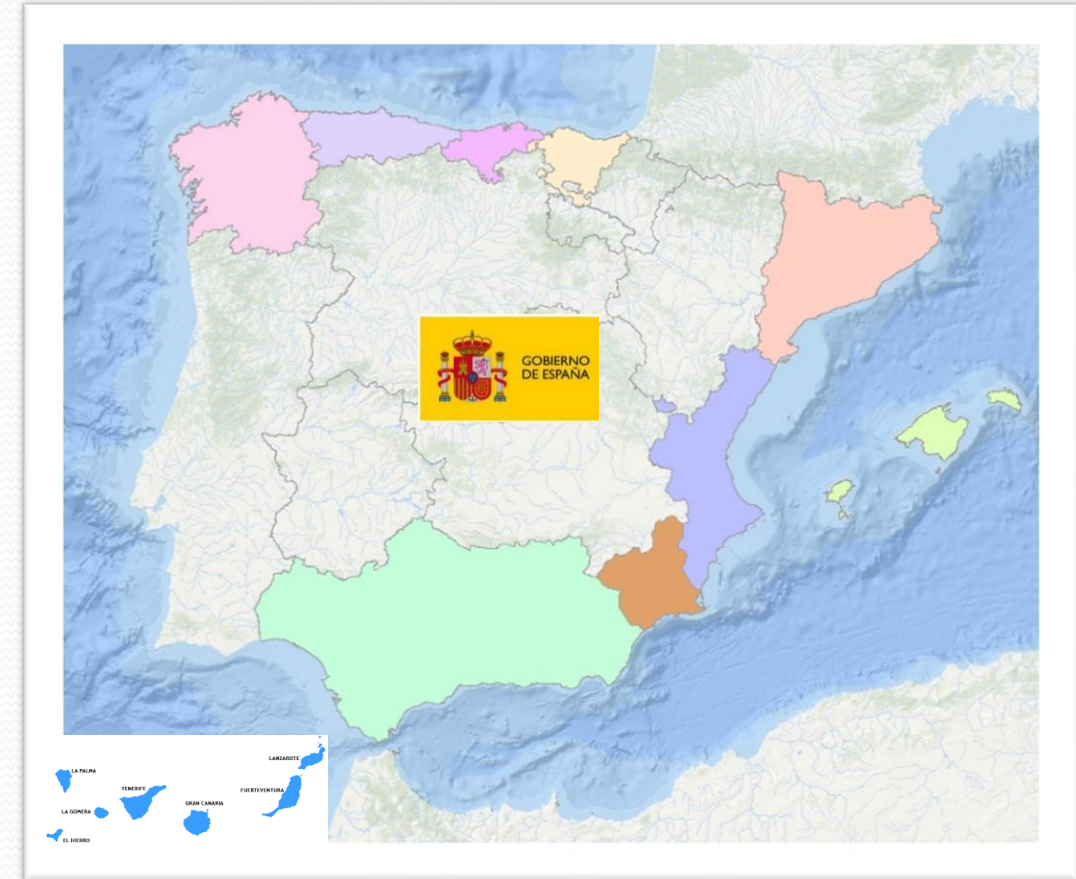 GOBIERNO
DE ESPAÑA
LANZAROTE
LA PALMA
TENERIFE
FUERTEVENTURA
GRAN CANARIA
LA GOMERA
EL HIERRO